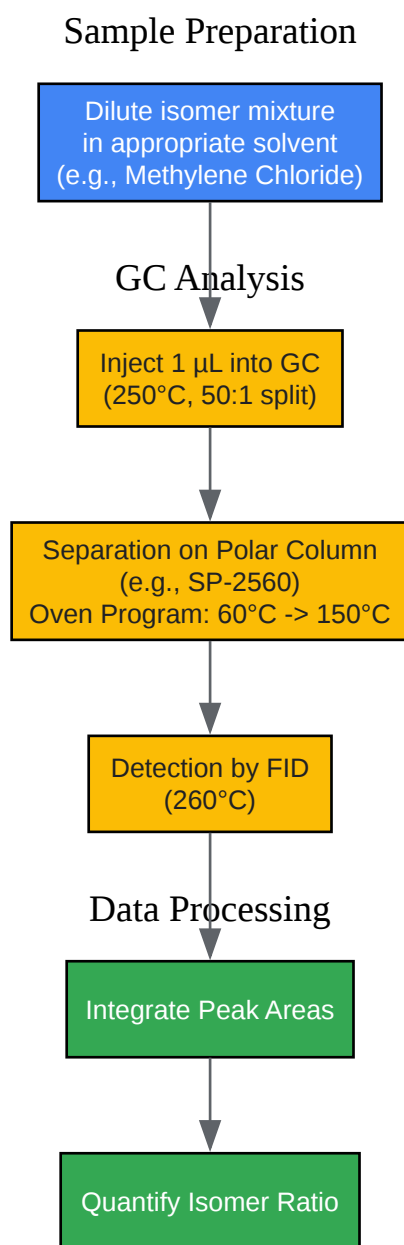 Sample Preparation
Dilute isomer mixture
in appropriate solvent
(e.g., Methylene Chloride)
GC Analysis
Inject 1 µL into GC
(250°C, 50:1 split)
Separation on Polar Column
(e.g., SP-2560)
Oven Program: 60°C -> 150°C
Detection by FID
(260°C)
Data Processing
Integrate Peak Areas
Quantify Isomer Ratio